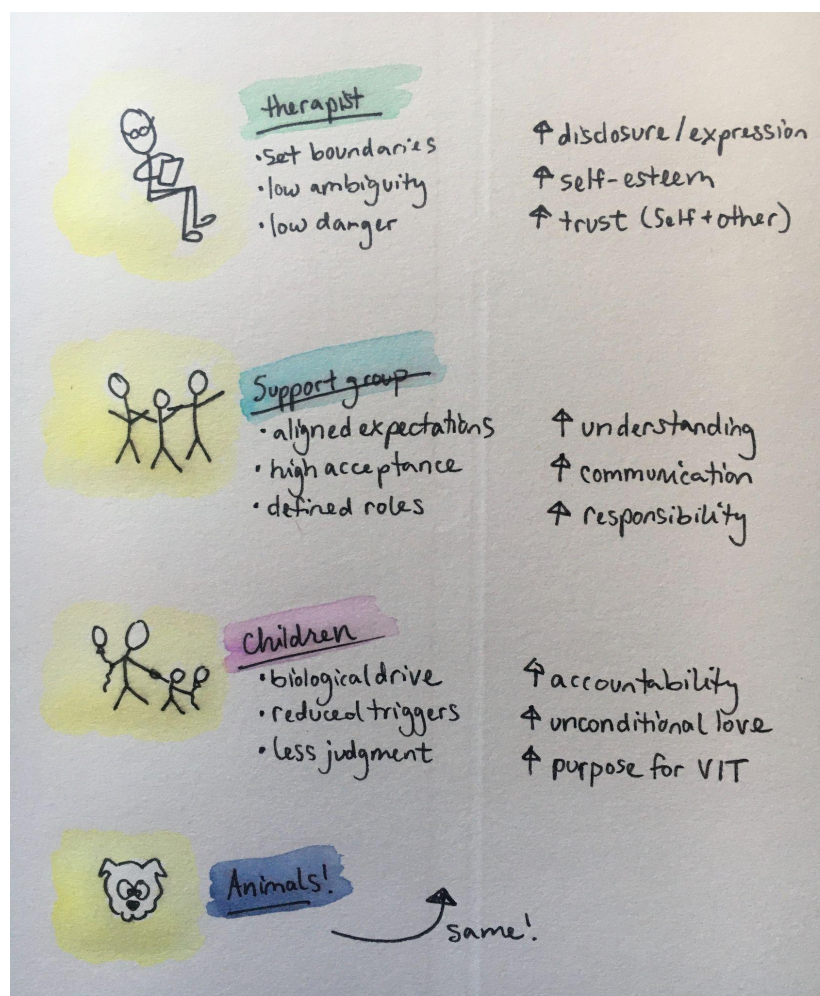 therapist
• set boundaries
• low ambiguity
• low danger
↑ disclosure/expression
↑ self-esteem
↑ trust (self + other)
Support group
• aligned expectations
• high acceptance
• defined roles
↑ understanding
↑ communication
↑ responsibility
Children
• biological drive
• reduced triggers
• less judgment
↑ accountability
↑ unconditional love
↑ purpose for VIT
Animals!
same!